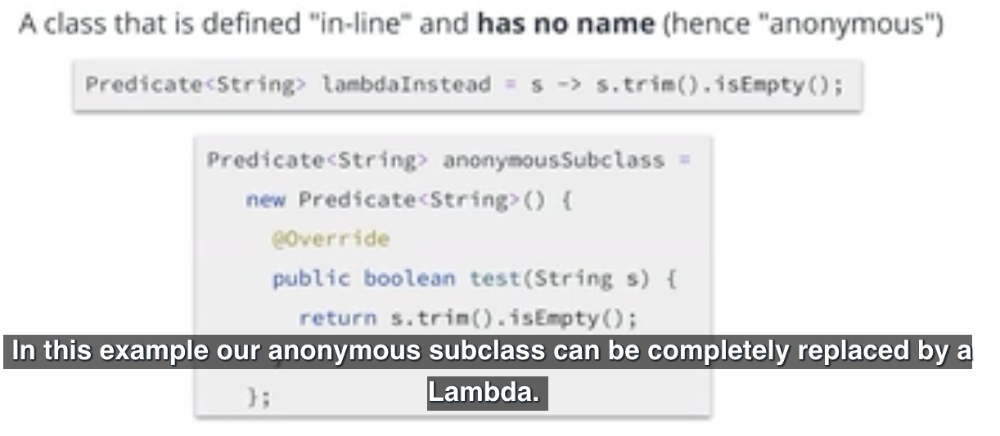 A class that is defined "in-line" and has no name (hence "anonymous")
Predicate<String> lambdaInstead = s -> s.trim().isEmpty();
Predicate<String> anonymousSubclass =
new Predicate<String>() {
@Override
public boolean test(String s) {
return s.trim().isEmpty();
In this example our anonymous subclass can be completely replaced by a
Lambda.
};